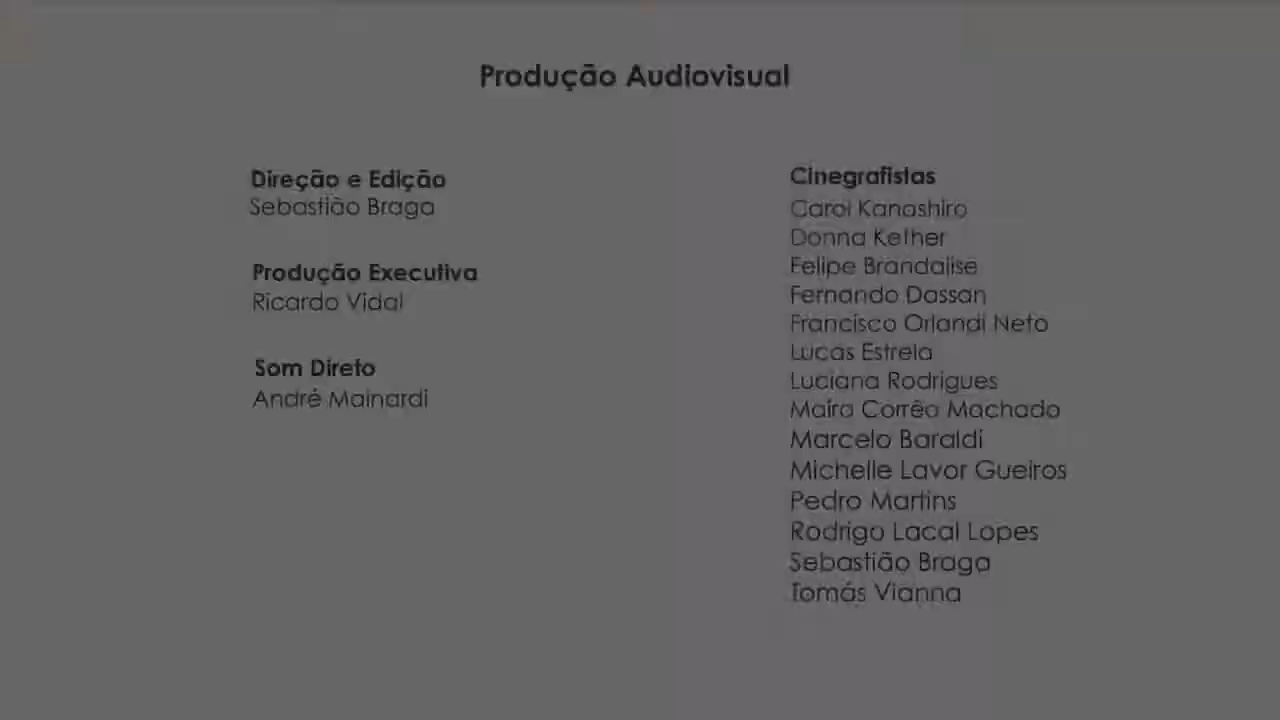 Produção Audiovisual
Direção e Edição
Sebastião Braga
Produção Executiva
Ricardo Vidal
Som Direto
André Mainardi
Cinegrafistas
Carol Kanashiro
Donna Kether
Felipe Brandalise
Fernando Dassan
Francisco Orlandi Neto
Lucas Estrela
Luciana Rodrigues
Maíra Corrêa Machado
Marcelo Baraldi
Michelle Lavor Gueiros
Pedro Martins
Rodrigo Lacal Lopes
Sebastião Braga
Tomás Vianna